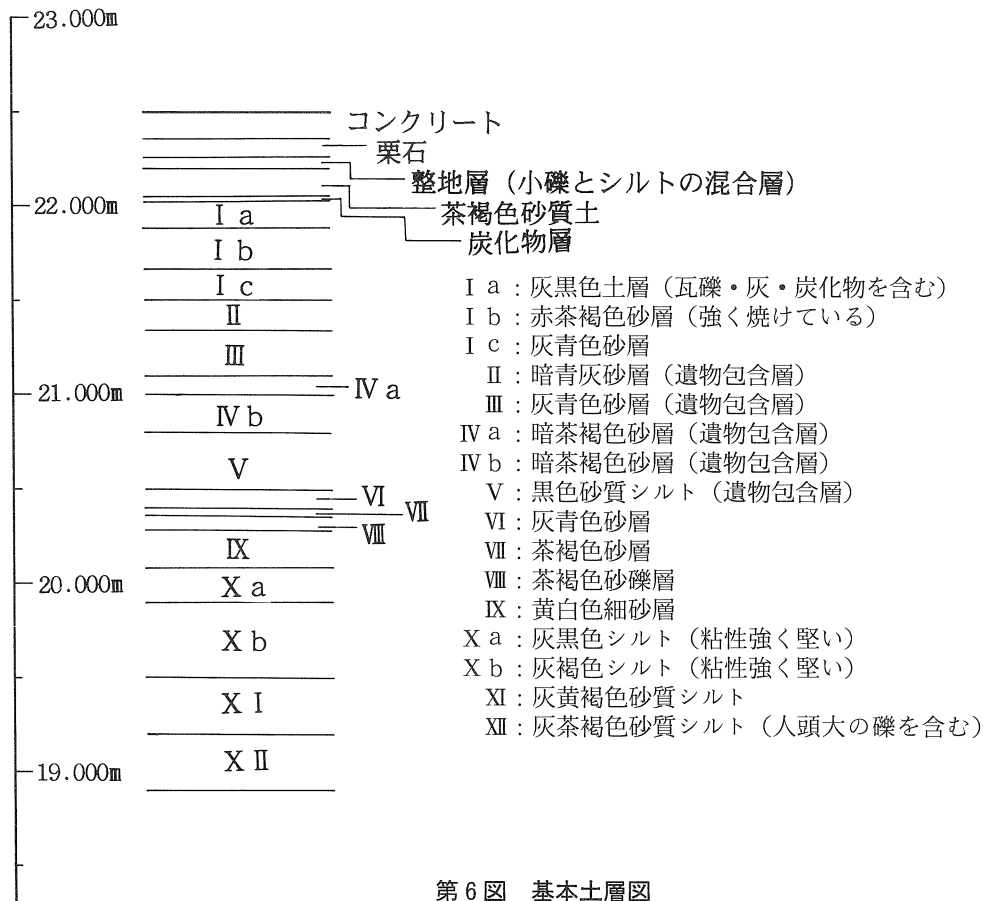 23.000m
コンクリート
栗石
整地層（小礫とシルトの混合層）
22.000m
茶褐色砂質土
Ⅰa
炭化物層
Ⅰb
Ⅰc
Ⅱ
Ⅲ
21.000m
Ⅳa
Ⅳb
Ⅴ
Ⅵ
Ⅶ
Ⅷ
Ⅸ
20.000m
Ⅹa
Ⅹb
ⅩⅠ
ⅩⅡ
19.000m
Ⅰa：灰黒色土層（瓦礫・灰・炭化物を含む）
Ⅰb：赤茶褐色砂層（強く焼けている）
Ⅰc：灰青色砂層
Ⅱ：暗青灰砂層（遺物包含層）
Ⅲ：灰青色砂層（遺物包含層）
Ⅳa：暗茶褐色砂層（遺物包含層）
Ⅳb：暗茶褐色砂層（遺物包含層）
Ⅴ：黒色砂質シルト（遺物包含層）
Ⅵ：灰青色砂層
Ⅶ：茶褐色砂層
Ⅷ：茶褐色砂礫層
Ⅸ：黄白色細砂層
Ⅹa：灰黒色シルト（粘性強く堅い）
Ⅹb：灰褐色シルト（粘性強く堅い）
Ⅺ：灰黄褐色砂質シルト
Ⅻ：灰茶褐色砂質シルト（人頭大の礫を含む）
第6図　基本土層図